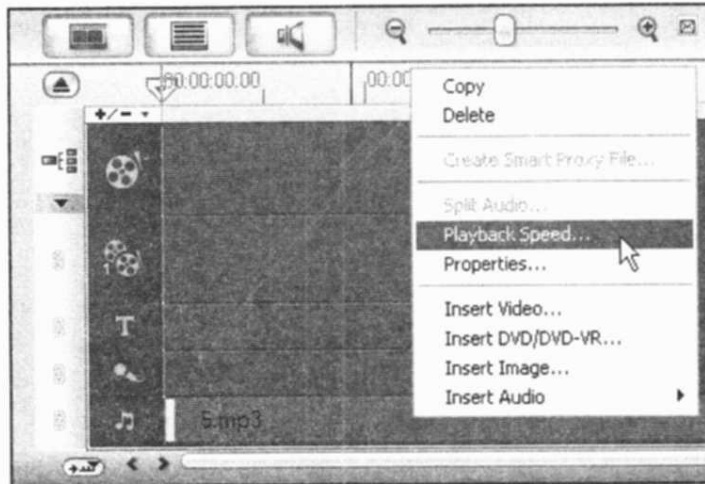 00:00:00.00 00:00
Copy
Delete
Create Smart Proxy File...
Split Audio...
Playback Speed...
Properties...
Insert Video...
Insert DVD/DVD-VR...
Insert Image...
Insert Audio
+/-
1
T
5.mp3